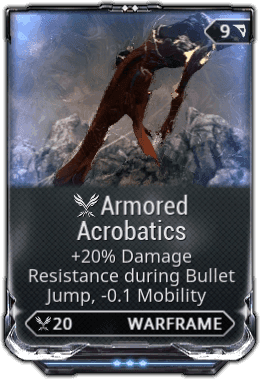 9
Armored
Acrobatics
+20% Damage
Resistance during Bullet
Jump, -0.1 Mobility
20 WARFRAME